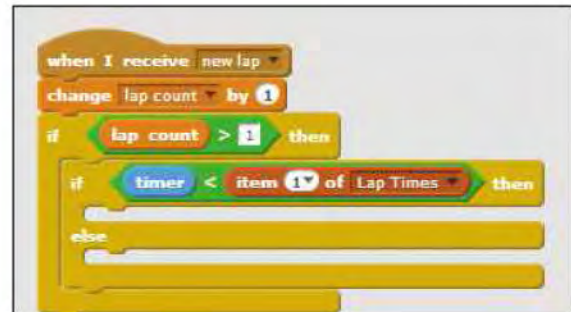 when I receive new lap
change lap count by 1
if lap count > 1 then
if timer < item 1 of Lap Times then
else